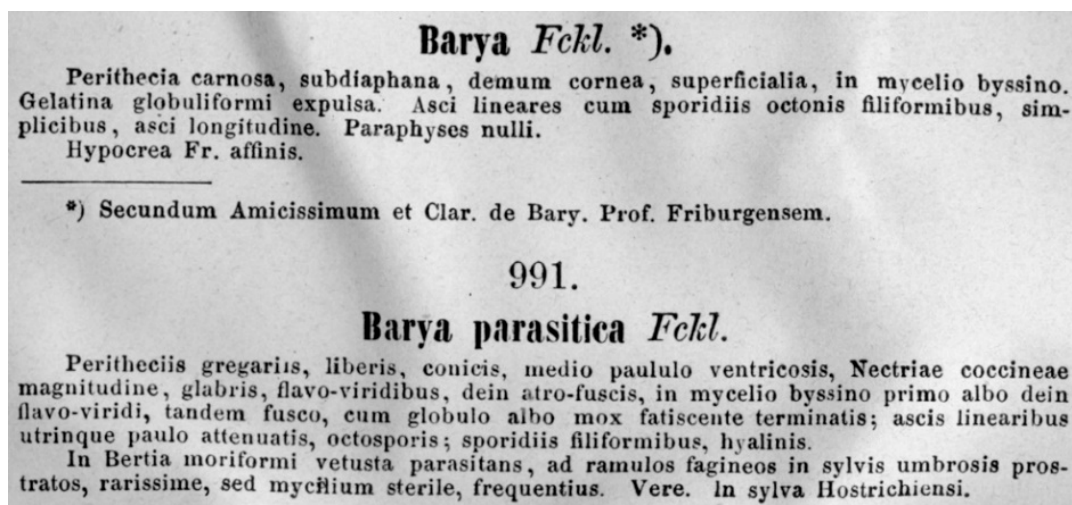 Barya Fckl. *).
Perithecia carnosa, subdiaphana, demum cornea, superficialia, in mycelio byssino.
Gelatina globuliformi expulsa. Asci lineares cum sporidiis octonis filiformibus, sim-
plicibus, asci longitudine. Paraphyses nulli.
Hypocrea Fr. affinis.
*) Secundum Amicissimum et Clar. de Bary. Prof. Friburgensem.
991.
Barya parasitica Fckl.
Peritheciis gregariis, liberis, conicis, medio paululo ventricosis, Nectriae coccineae
magnitudine, glabris, flavo-viridibus, dein atro-fuscis, in mycelio byssino primo albo dein
flavo-viridi, tandem fusco, cum globulo albo mox fatiscente terminatis; ascis linearibus
utrinque paulo attenuatis, octosporis; sporidiis filiformibus, hyalinis.
In Bertia moriformi vetusta parasitans, ad ramulos fagineos in sylvis umbrosis pros-
tratos, rarissime, sed mycelium sterile, frequentius. Vere. In sylva Hostrichiensi.